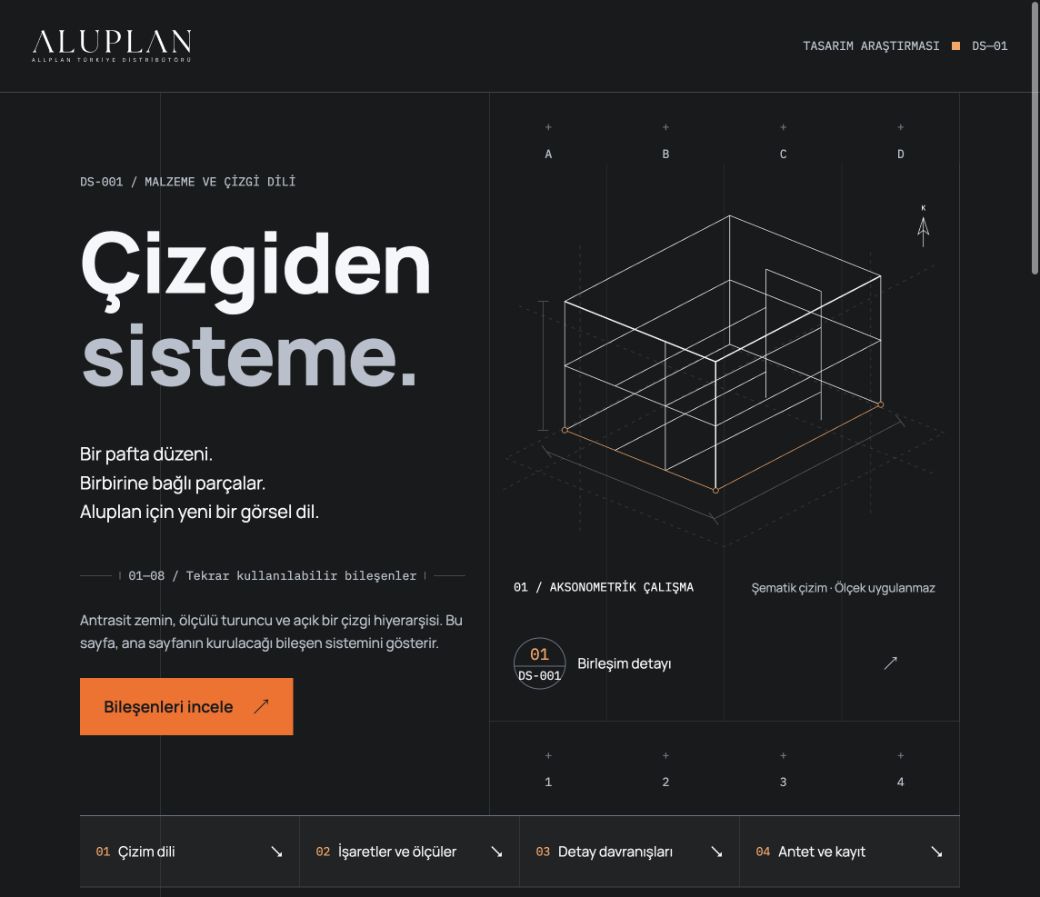 ALUPLAN
ALLPLAN TÜRKİYE DİSTRİBÜTÖRÜ
TASARIM ARAŞTIRMASI DS—01
DS-001 / MALZEME VE ÇİZGİ DİLİ
Çizgiden
sisteme.
Bir pafta düzeni.
Birbirine bağlı parçalar.
Aluplan için yeni bir görsel dil.
01—08 / Tekrar kullanılabilir bileşenler
Antrasit zemin, ölçülü turuncu ve açık bir çizgi hiyerarşisi. Bu
sayfa, ana sayfanın kurulacağı bileşen sistemini gösterir.
Bileşenleri incele
A B C D
K
01 / AKSONOMETRİK ÇALIŞMA
Şematik çizim · Ölçek uygulanmaz
01
DS-001
Birleşim detayı
1 2 3 4
01 Çizim dili
02 İşaretler ve ölçüler
03 Detay davranışları
04 Antet ve kayıt